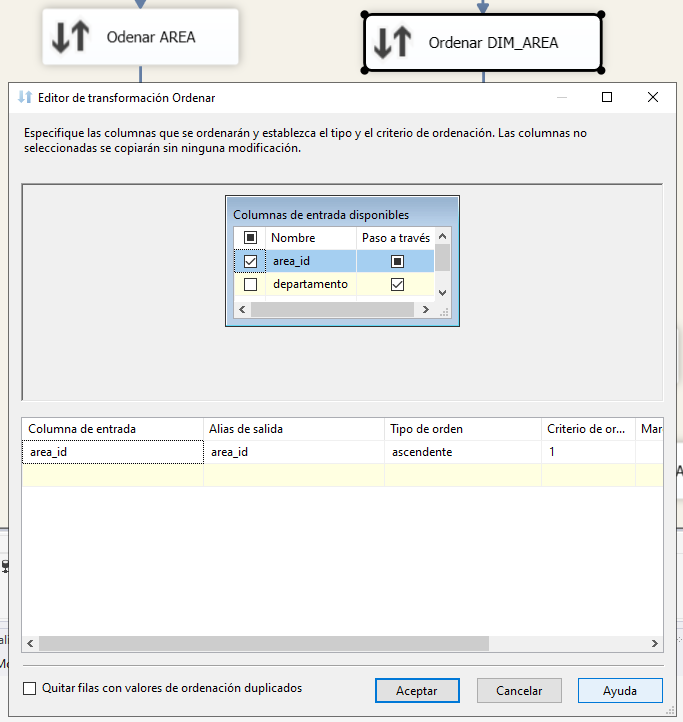 Odenar AREA
Ordenar DIM_AREA
Editor de transformación Ordenar
Especifique las columnas que se ordenarán y establezca el tipo y el criterio de ordenación. Las columnas no
seleccionadas se copiarán sin ninguna modificación.
Columnas de entrada disponibles
Nombre Paso a través
area_id
departamento
Columna de entrada Alias de salida Tipo de orden Criterio de or... Mar
area_id area_id ascendente 1
Quitar filas con valores de ordenación duplicados
Aceptar Cancelar Ayuda